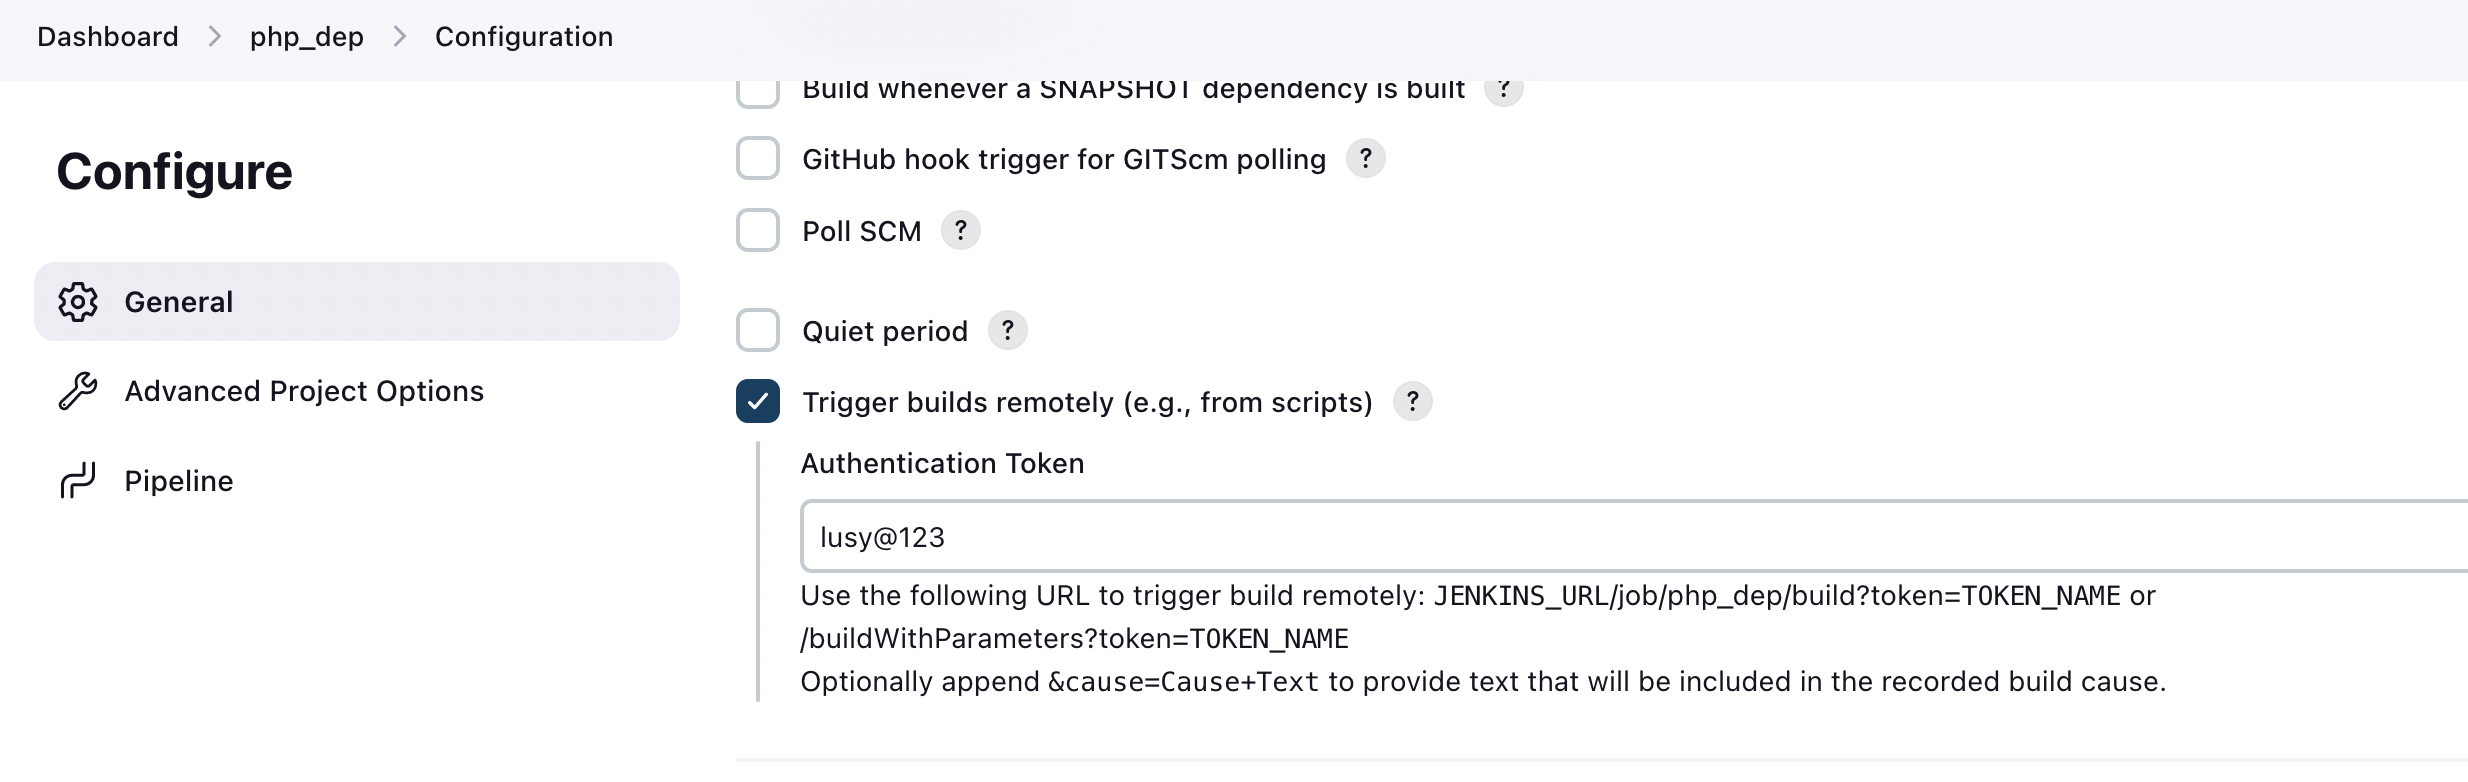 Dashboard > php_dep > Configuration
Build whenever a SNAPSHOT dependency is built ?
Configure
GitHub hook trigger for GITScm polling ?
Poll SCM ?
General
Quiet period ?
Advanced Project Options
Trigger builds remotely (e.g., from scripts) ?
Authentication Token
Pipeline
lusy@123
Use the following URL to trigger build remotely: JENKINS_URL/job/php_dep/build?token=TOKEN_NAME or
/buildWithParameters?token=TOKEN_NAME
Optionally append &cause=Cause+Text to provide text that will be included in the recorded build cause.